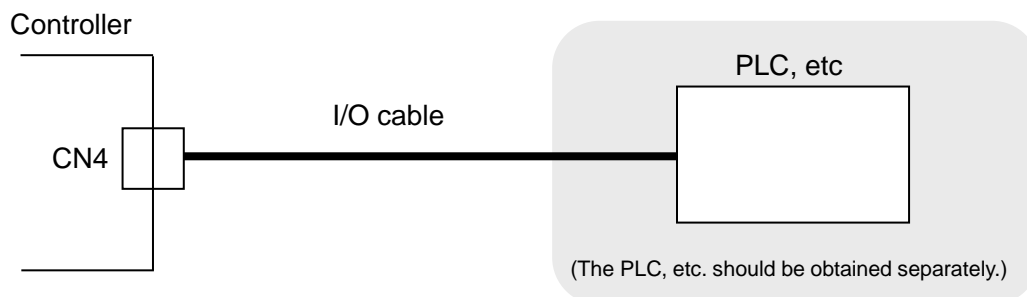 Controller
PLC, etc
I/O cable
CN4
(The PLC, etc. should be obtained separately.)